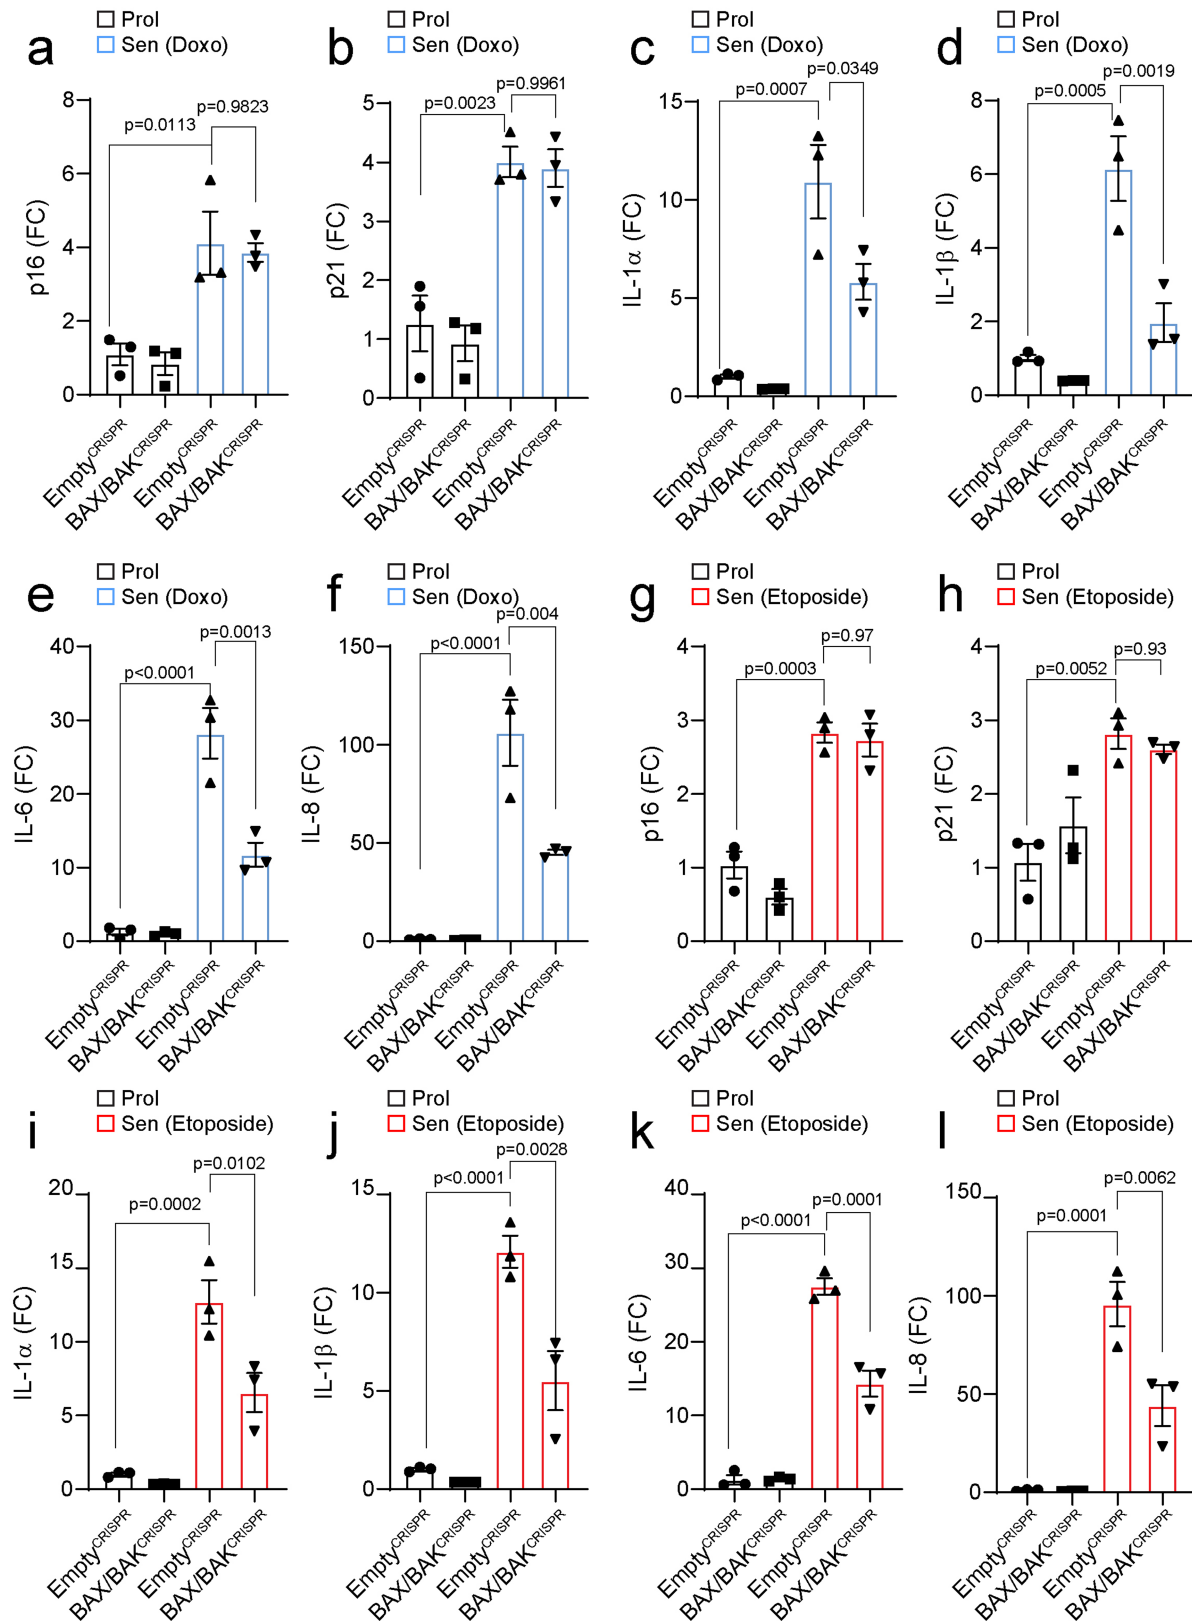 a
Prol
Sen (Doxo)
p16 (FC)
8
6
4
2
0
p=0.0113
p=0.9823
Empty^CRISPR
BAX/BAK^CRISPR
Empty^CRISPR
BAX/BAK^CRISPR
b
Prol
Sen (Doxo)
p21 (FC)
5
4
3
2
1
0
p=0.0023
p=0.9961
Empty^CRISPR
BAX/BAK^CRISPR
Empty^CRISPR
BAX/BAK^CRISPR
c
Prol
Sen (Doxo)
IL-1α (FC)
15
10
5
0
p=0.0007
p=0.0349
Empty^CRISPR
BAX/BAK^CRISPR
Empty^CRISPR
BAX/BAK^CRISPR
d
Prol
Sen (Doxo)
IL-1β (FC)
8
6
4
2
0
p=0.0005
p=0.0019
Empty^CRISPR
BAX/BAK^CRISPR
Empty^CRISPR
BAX/BAK^CRISPR
e
Prol
Sen (Doxo)
IL-6 (FC)
40
30
20
10
0
p<0.0001
p=0.0013
Empty^CRISPR
BAX/BAK^CRISPR
Empty^CRISPR
BAX/BAK^CRISPR
f
Prol
Sen (Doxo)
IL-8 (FC)
150
100
50
0
p<0.0001
p=0.004
Empty^CRISPR
BAX/BAK^CRISPR
Empty^CRISPR
BAX/BAK^CRISPR
g
Prol
Sen (Etoposide)
p16 (FC)
4
3
2
1
0
p=0.0003
p=0.97
Empty^CRISPR
BAX/BAK^CRISPR
Empty^CRISPR
BAX/BAK^CRISPR
h
Prol
Sen (Etoposide)
p21 (FC)
4
3
2
1
0
p=0.0052
p=0.93
Empty^CRISPR
BAX/BAK^CRISPR
Empty^CRISPR
BAX/BAK^CRISPR
i
Prol
Sen (Etoposide)
IL-1α (FC)
20
15
10
5
0
p=0.0002
p=0.0102
Empty^CRISPR
BAX/BAK^CRISPR
Empty^CRISPR
BAX/BAK^CRISPR
j
Prol
Sen (Etoposide)
IL-1β (FC)
15
10
5
0
p<0.0001
p=0.0028
Empty^CRISPR
BAX/BAK^CRISPR
Empty^CRISPR
BAX/BAK^CRISPR
k
Prol
Sen (Etoposide)
IL-6 (FC)
40
30
20
10
0
p<0.0001
p=0.0001
Empty^CRISPR
BAX/BAK^CRISPR
Empty^CRISPR
BAX/BAK^CRISPR
l
Prol
Sen (Etoposide)
IL-8 (FC)
150
100
50
0
p=0.0001
p=0.0062
Empty^CRISPR
BAX/BAK^CRISPR
Empty^CRISPR
BAX/BAK^CRISPR